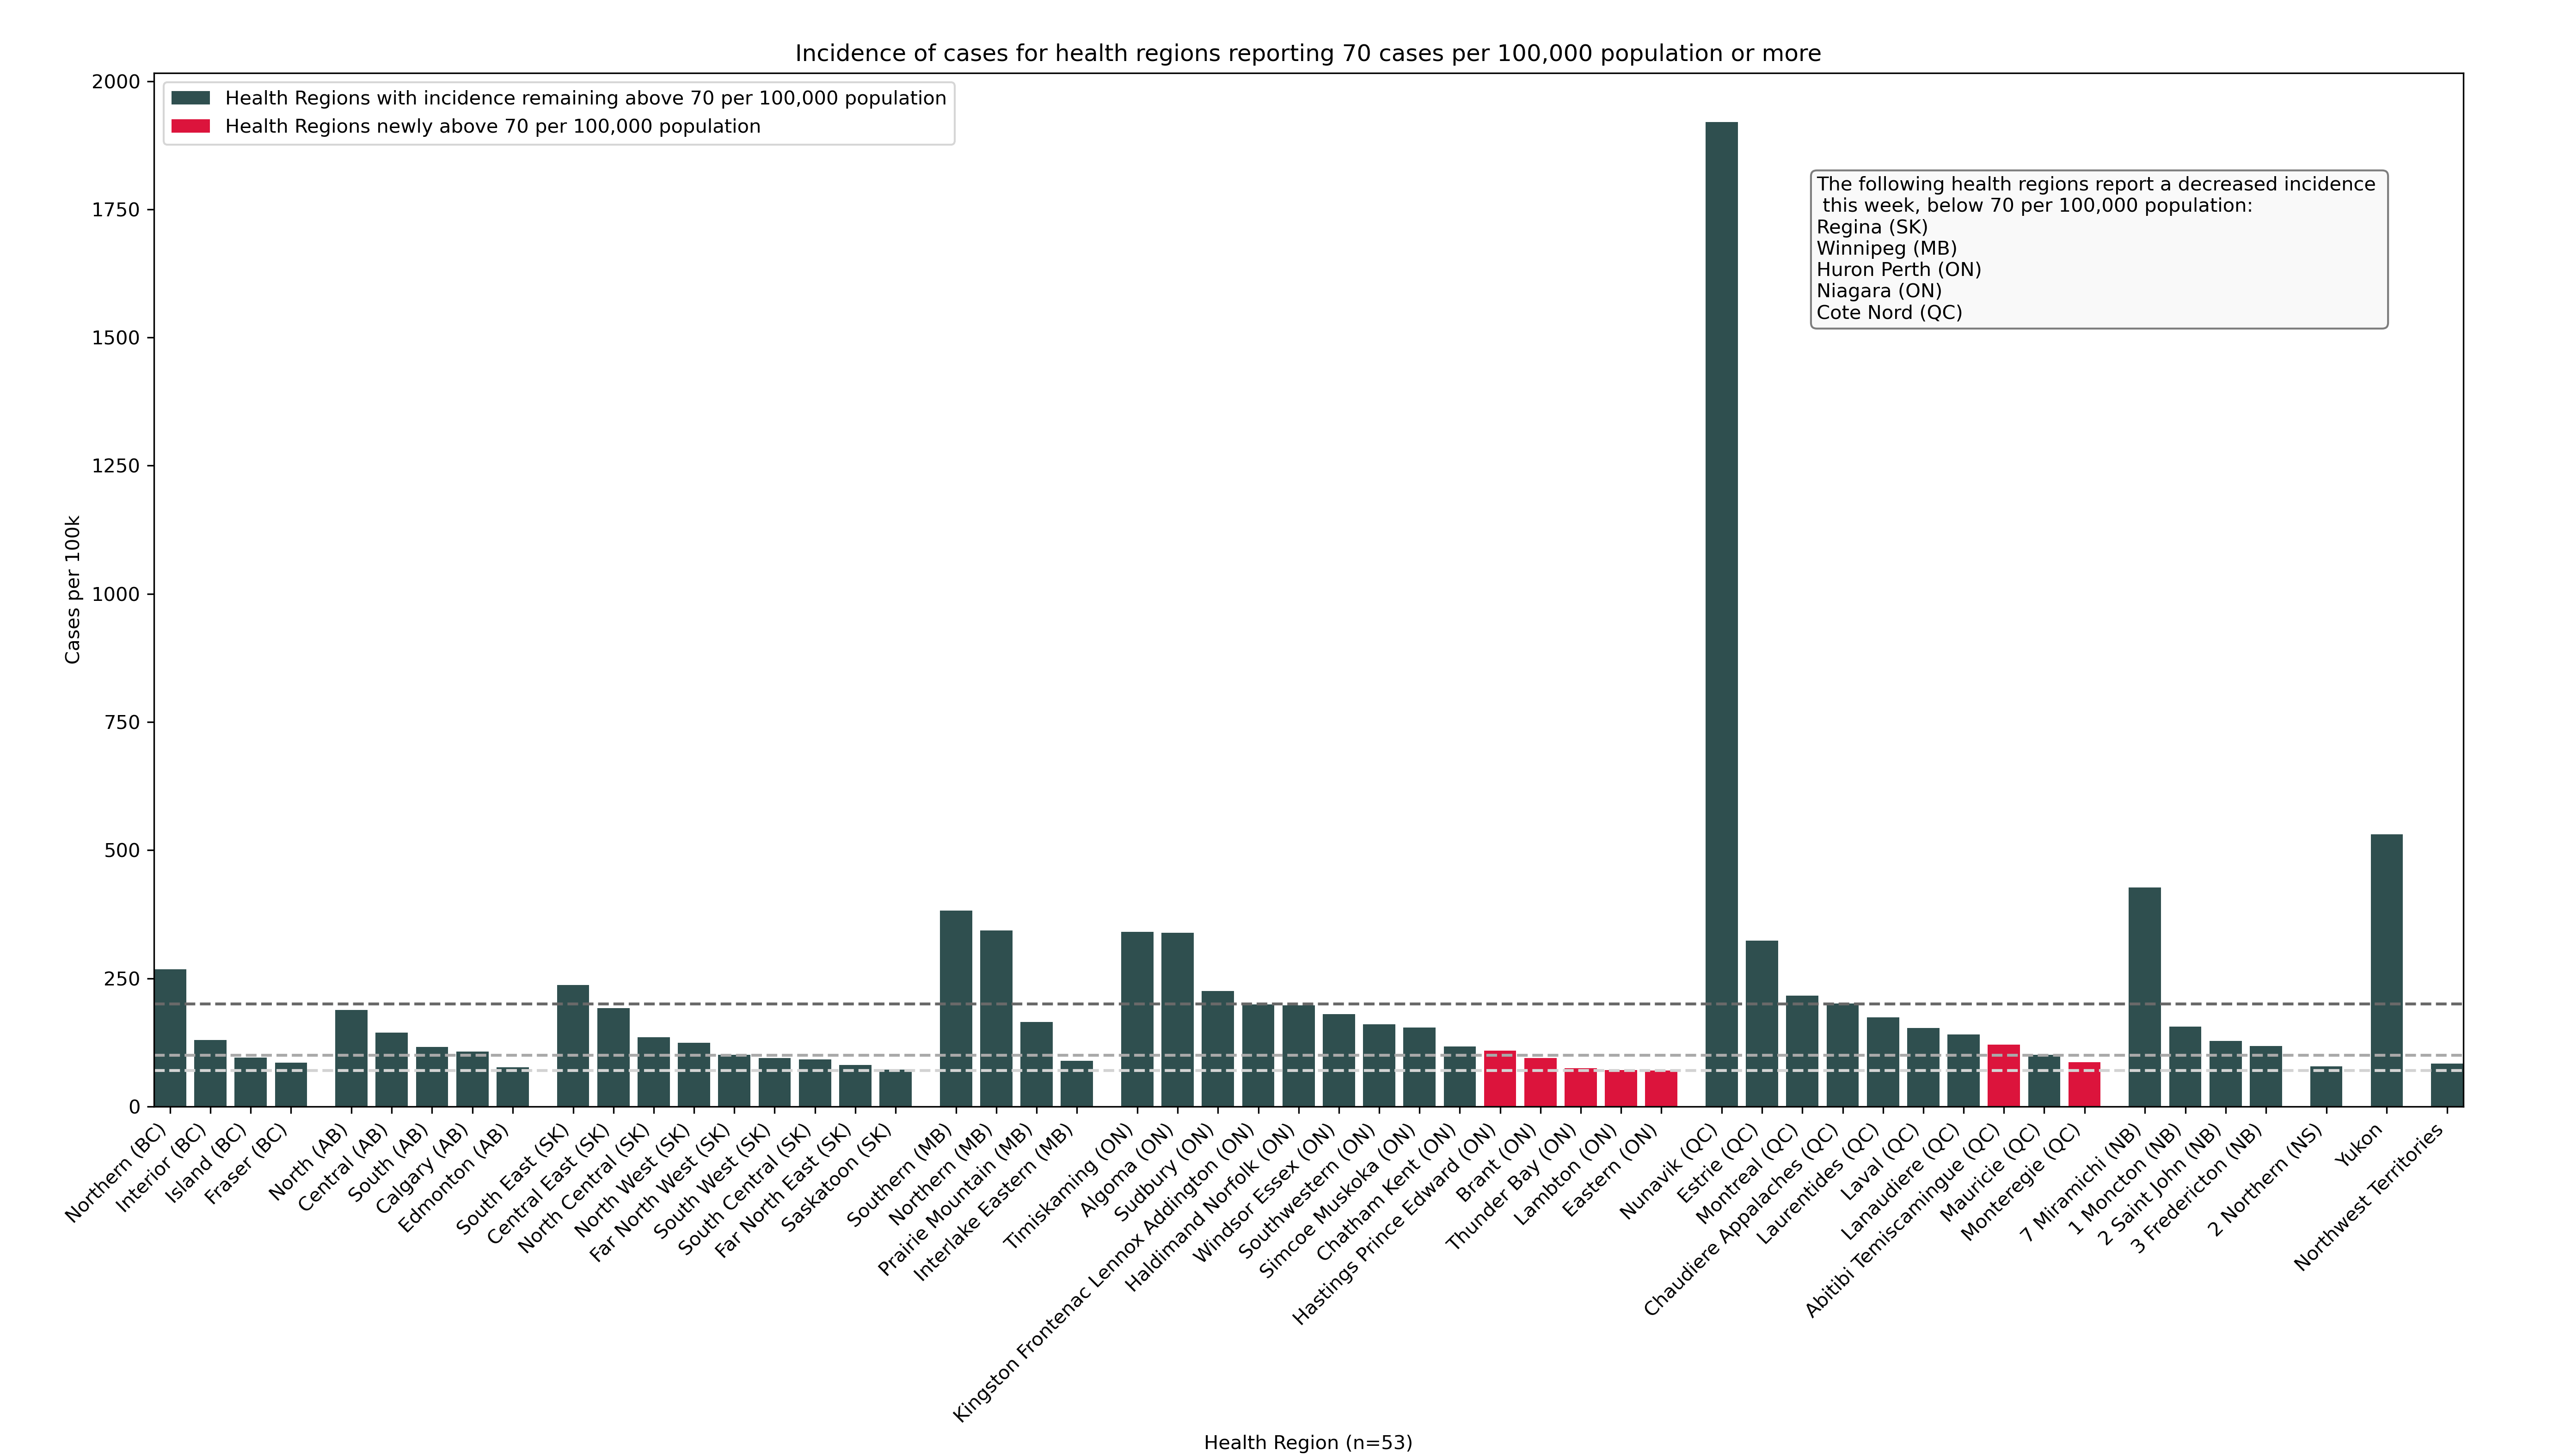 Incidence of cases for health regions reporting 70 cases per 100,000 population or more
Health Regions with incidence remaining above 70 per 100,000 population
Health Regions newly above 70 per 100,000 population
The following health regions report a decreased incidence
this week, below 70 per 100,000 population:
Regina (SK)
Winnipeg (MB)
Huron Perth (ON)
Niagara (ON)
Cote Nord (QC)
Cases per 100k
2000
1750
1500
1250
1000
750
500
250
0
Northern (BC)
Interior (BC)
Island (BC)
Fraser (BC)
North (AB)
Central (AB)
South (AB)
Calgary (AB)
Edmonton (AB)
South East (SK)
Central East (SK)
North Central (SK)
North West (SK)
Far North West (SK)
South West (SK)
South Central (SK)
Far North East (SK)
Saskatoon (SK)
Southern (MB)
Northern (MB)
Prairie Mountain (MB)
Interlake Eastern (MB)
Timiskaming (ON)
Algoma (ON)
Sudbury (ON)
Kingston Frontenac Lennox Addington (ON)
Haldimand Norfolk (ON)
Windsor Essex (ON)
Southwestern (ON)
Simcoe Muskoka (ON)
Chatham Kent (ON)
Hastings Prince Edward (ON)
Brant (ON)
Thunder Bay (ON)
Lambton (ON)
Eastern (ON)
Nunavik (QC)
Estrie (QC)
Montreal (QC)
Chaudiere Appalaches (QC)
Laurentides (QC)
Laval (QC)
Lanaudiere (QC)
Abitibi Temiscamingue (QC)
Mauricie (QC)
Monteregie (QC)
7 Miramichi (NB)
1 Moncton (NB)
2 Saint John (NB)
3 Fredericton (NB)
2 Northern (NS)
Yukon
Northwest Territories
Health Region (n=53)